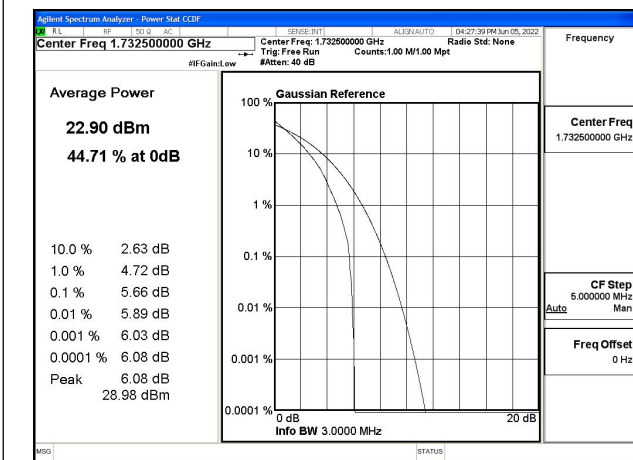 Agilent Spectrum Analyzer - Power Stat CCDF
RL RF 50 Ω AC SENSE:INT ALIGN AUTO 04:27:39 PM Jun 05, 2022
Center Freq 1.732500000 GHz
Center Freq: 1.732500000 GHz Radio Std: None
Trig: Free Run Counts:1.00 M/1.00 Mpt
#IFGain:Low #Atten: 40 dB
Frequency
Average Power
22.90 dBm
44.71 % at 0dB
10.0 % 2.63 dB
1.0 % 4.72 dB
0.1 % 5.66 dB
0.01 % 5.89 dB
0.001 % 6.03 dB
0.0001 % 6.08 dB
Peak 6.08 dB
28.98 dBm
Gaussian Reference
100 %
10 %
1 %
0.1 %
0.01 %
0.001 %
0.0001 %
0 dB 20 dB
Info BW 3.0000 MHz
Center Freq
1.732500000 GHz
CF Step
5.000000 MHz
Auto Man
Freq Offset
0 Hz
MSG STATUS